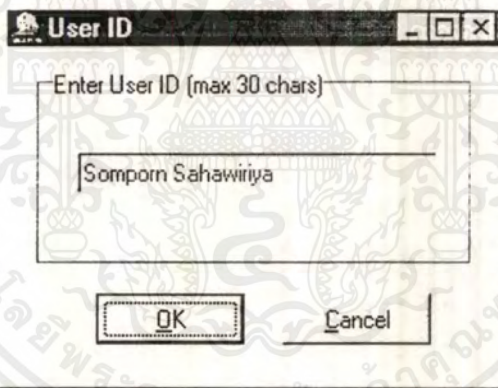 User ID
Enter User ID (max 30 chars)
Somporn Sahawiriya
OK
Cancel